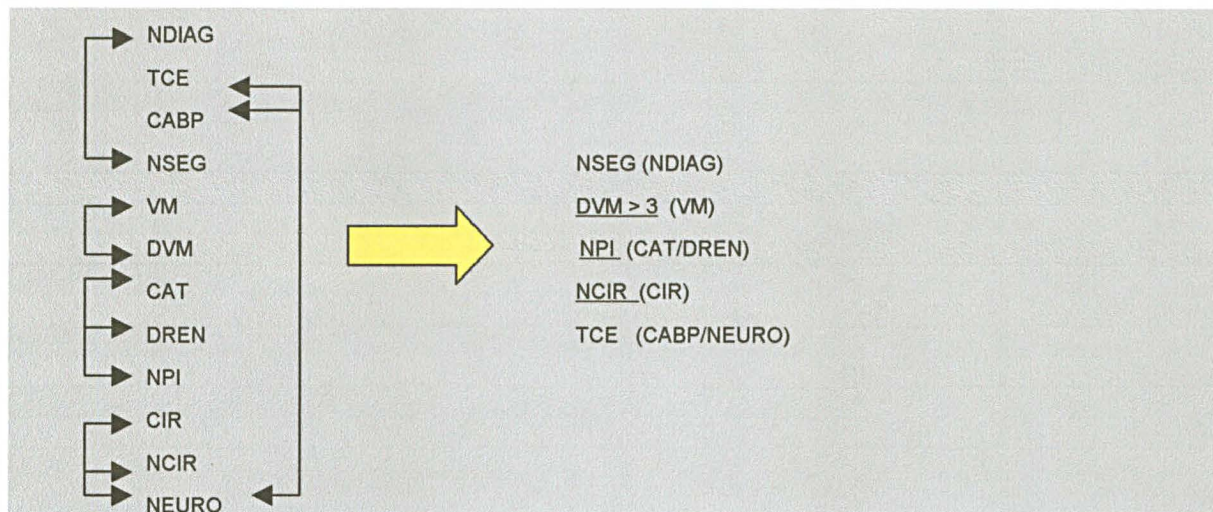 NDIAG
TCE
CABP
NSEG
VM
DVM
CAT
DREN
NPI
CIR
NCIR
NEURO
NSEG (NDIAG)
DVM > 3 (VM)
NPI (CAT/DREN)
NCIR (CIR)
TCE (CABP/NEURO)